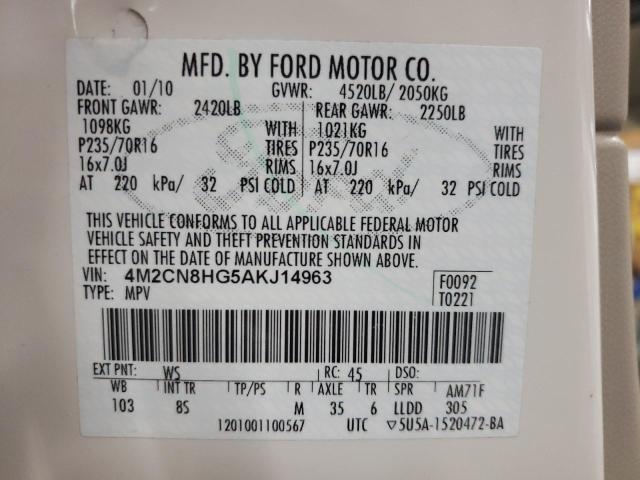 MFD. BY FORD MOTOR CO.
DATE: 01/10 GVWR: 4520LB/ 2050KG
FRONT GAWR: 2420LB REAR GAWR: 2250LB
1098KG WITH 1021KG WITH
P235/70R16 TIRES P235/70R16 TIRES
16x7.0J RIMS 16x7.0J RIMS
AT 220 kPa/ 32 PSI COLD AT 220 kPa/ 32 PSI COLD
THIS VEHICLE CONFORMS TO ALL APPLICABLE FEDERAL MOTOR
VEHICLE SAFETY AND THEFT PREVENTION STANDARDS IN
EFFECT ON THE DATE OF MANUFACTURE SHOWN ABOVE.
VIN: 4M2CN8HG5AKJ14963 F0092
TYPE: MPV T0221
EXT PNT: WS RC: 45 DSO:
WB INT TR TP/PS R AXLE TR SPR AM71F
103 8S M 35 6 LLDD 305
1201001100567 UTC ▽5U5A-1520472-BA